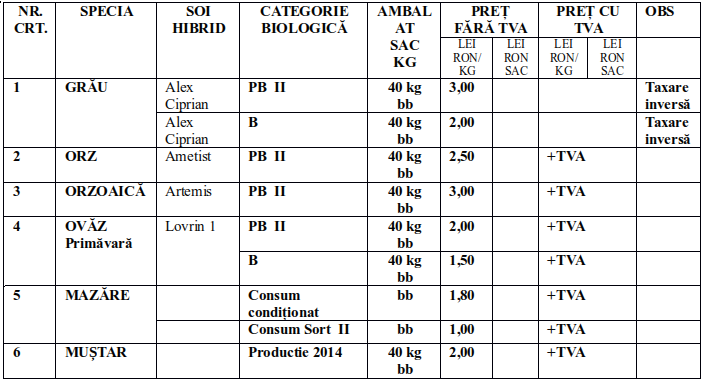 NR. CRT. SPECIA SOI HIBRID CATEGORIE BIOLOGICĂ AMBALAT SAC KG PREȚ FĂRĂ TVA PREȚ CU TVA OBS
LEI RON/KG LEI RON SAC LEI RON/KG LEI RON SAC
1 GRÂU Alex Ciprian PB II 40 kg bb 3,00 Taxare inversă
Alex Ciprian B 40 kg bb 2,00 Taxare inversă
2 ORZ Ametist PB II 40 kg bb 2,50 +TVA
3 ORZOAICĂ Artemis PB II 40 kg bb 3,00 +TVA
4 OVĂZ Primăvară Lovrin 1 PB II 40 kg bb 2,00 +TVA
B 40 kg bb 1,50 +TVA
5 MAZĂRE Consum condiționat bb 1,80 +TVA
Consum Sort II bb 1,00 +TVA
6 MUȘTAR Productie 2014 40 kg bb 2,00 +TVA